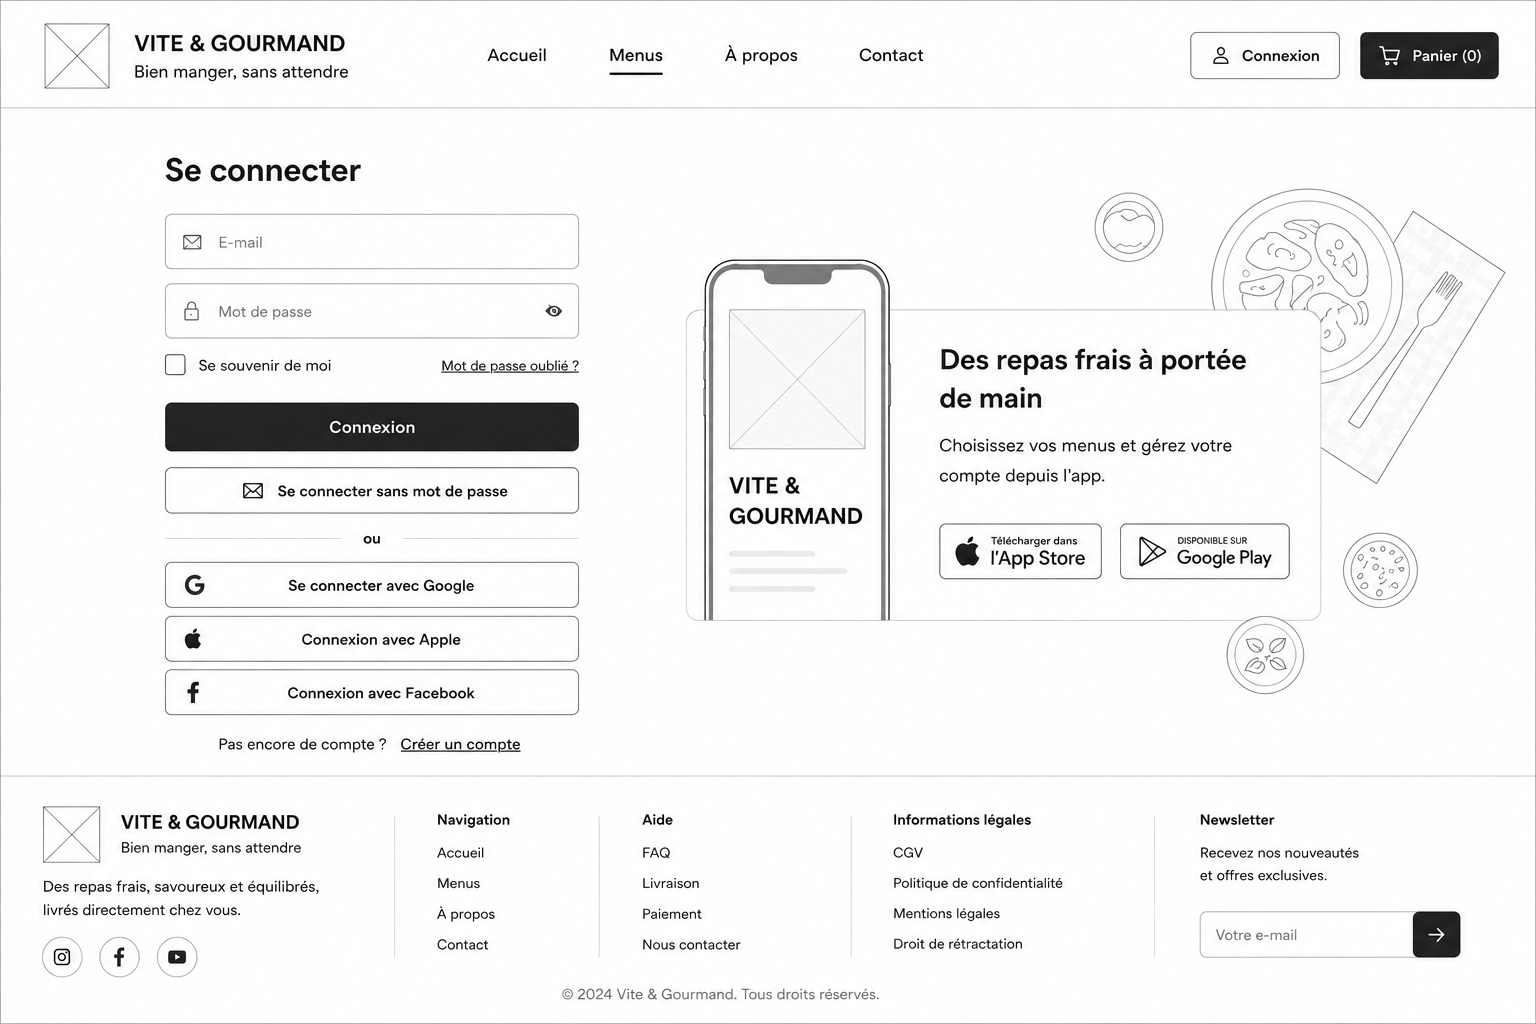 VITE & GOURMAND
Bien manger, sans attendre
Accueil
Menus
À propos
Contact
Connexion
Panier (0)
Se connecter
E-mail
Mot de passe
Se souvenir de moi
Mot de passe oublié ?
Connexion
Se connecter sans mot de passe
ou
Se connecter avec Google
Connexion avec Apple
Connexion avec Facebook
Pas encore de compte ? Créer un compte
VITE &
GOURMAND
Des repas frais à portée
de main
Choisissez vos menus et gérez votre
compte depuis l'app.
Télécharger dans
l'App Store
DISPONIBLE SUR
Google Play
VITE & GOURMAND
Bien manger, sans attendre
Des repas frais, savoureux et équilibrés,
livrés directement chez vous.
Navigation
Accueil
Menus
À propos
Contact
Aide
FAQ
Livraison
Paiement
Nous contacter
Informations légales
CGV
Politique de confidentialité
Mentions légales
Droit de rétractation
Newsletter
Recevez nos nouveautés
et offres exclusives.
Votre e-mail
© 2024 Vite & Gourmand. Tous droits réservés.